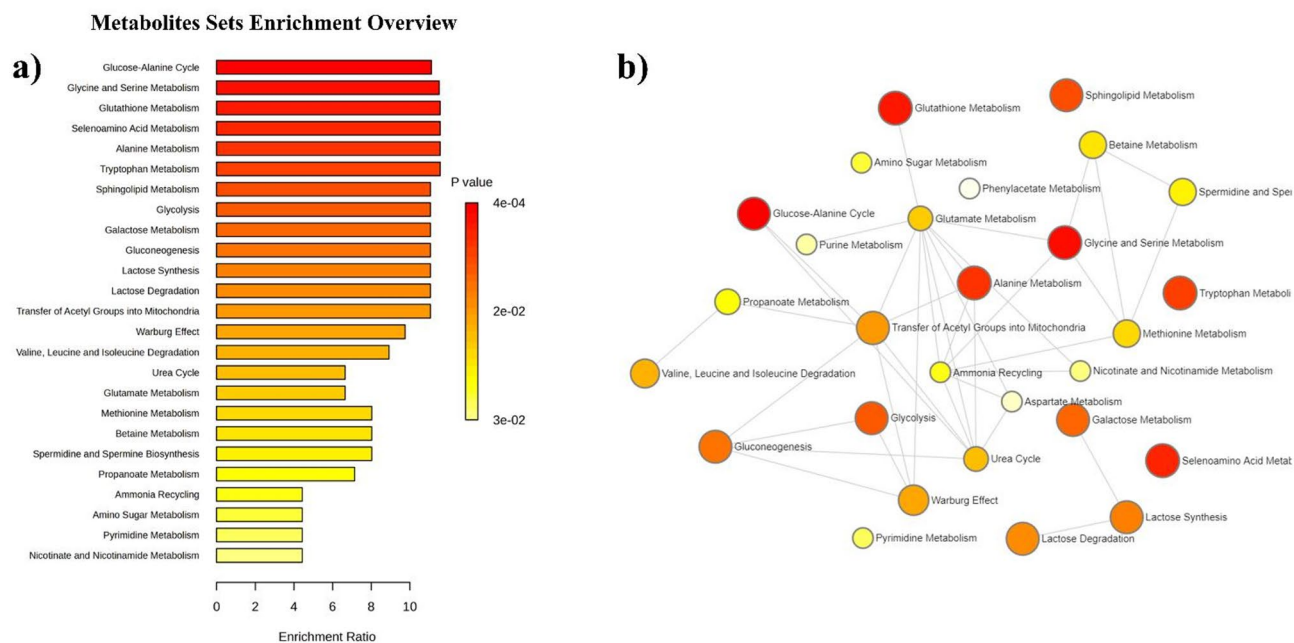 Metabolites Sets Enrichment Overview
a)
Glucose-Alanine Cycle
Glycine and Serine Metabolism
Glutathione Metabolism
Selenoamino Acid Metabolism
Alanine Metabolism
Tryptophan Metabolism
Sphingolipid Metabolism
Glycolysis
Galactose Metabolism
Gluconeogenesis
Lactose Synthesis
Lactose Degradation
Transfer of Acetyl Groups into Mitochondria
Warburg Effect
Valine, Leucine and Isoleucine Degradation
Urea Cycle
Glutamate Metabolism
Methionine Metabolism
Betaine Metabolism
Spermidine and Spermine Biosynthesis
Propanoate Metabolism
Ammonia Recycling
Amino Sugar Metabolism
Pyrimidine Metabolism
Nicotinate and Nicotinamide Metabolism
0 2 4 6 8 10
Enrichment Ratio
P value
4e-04
2e-02
3e-02
b)
Sphingolipid Metabolism
Glutathione Metabolism
Betaine Metabolism
Amino Sugar Metabolism
Phenylacetate Metabolism
Spermidine and Spe
Glucose-Alanine Cycle
Glutamate Metabolism
Purine Metabolism
Glycine and Serine Metabolism
Alanine Metabolism
Tryptophan Metaboli
Propanoate Metabolism
Transfer of Acetyl Groups into Mitochondria
Methionine Metabolism
Valine, Leucine and Isoleucine Degradation
Ammonia Recycling
Nicotinate and Nicotinamide Metabolism
Aspartate Metabolism
Glycolysis
Galactose Metabolism
Gluconeogenesis
Urea Cycle
Selenoamino Acid Metab
Warburg Effect
Lactose Synthesis
Pyrimidine Metabolism
Lactose Degradation